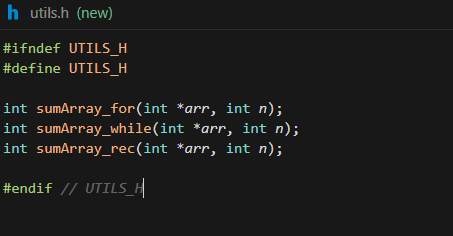 h utils.h (new)
#ifndef UTILS_H
#define UTILS_H
int sumArray_for(int *arr, int n);
int sumArray_while(int *arr, int n);
int sumArray_rec(int *arr, int n);
#endif // UTILS_H